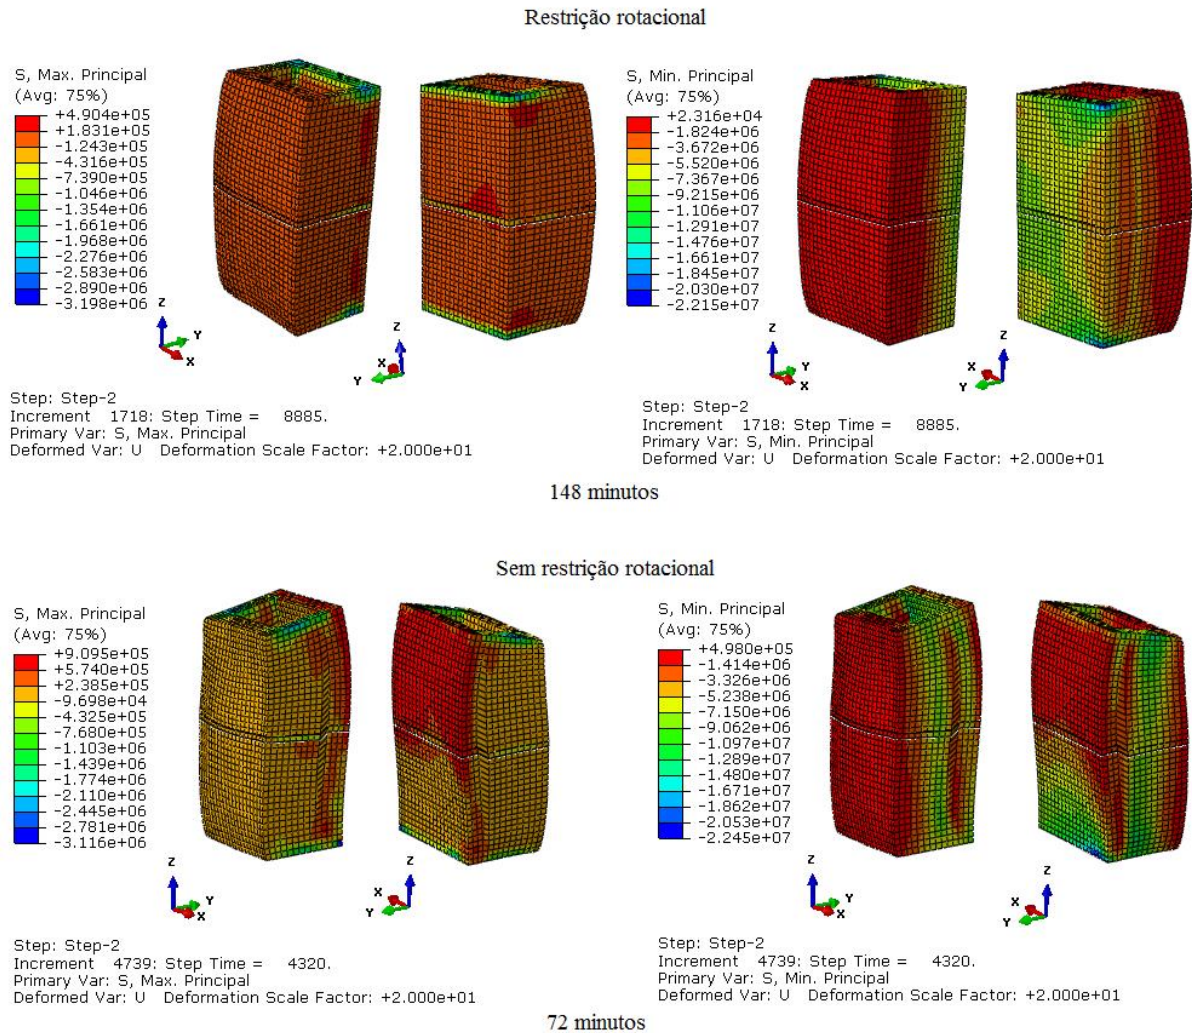 Restrição rotacional
S, Max. Principal
(Avg: 75%)
+4.904e+05
+1.831e+05
-1.243e+05
-4.316e+05
-7.390e+05
-1.046e+06
-1.354e+06
-1.661e+06
-1.968e+06
-2.276e+06
-2.583e+06
-2.890e+06
-3.198e+06
Z
Y
X
Z
X
Y
Step: Step-2
Increment 1718: Step Time = 8885.
Primary Var: S, Max. Principal
Deformed Var: U Deformation Scale Factor: +2.000e+01
S, Min. Principal
(Avg: 75%)
+2.316e+04
-1.824e+06
-3.672e+06
-5.520e+06
-7.367e+06
-9.215e+06
-1.106e+07
-1.291e+07
-1.476e+07
-1.661e+07
-1.845e+07
-2.030e+07
-2.215e+07
Z
Y
X
Z
X
Y
Step: Step-2
Increment 1718: Step Time = 8885.
Primary Var: S, Min. Principal
Deformed Var: U Deformation Scale Factor: +2.000e+01
148 minutos
Sem restrição rotacional
S, Max. Principal
(Avg: 75%)
+9.095e+05
+5.740e+05
+2.385e+05
-9.698e+04
-4.325e+05
-7.680e+05
-1.103e+06
-1.439e+06
-1.774e+06
-2.110e+06
-2.445e+06
-2.781e+06
-3.116e+06
Z
Y
X
Z
X
Y
Step: Step-2
Increment 4739: Step Time = 4320.
Primary Var: S, Max. Principal
Deformed Var: U Deformation Scale Factor: +2.000e+01
S, Min. Principal
(Avg: 75%)
+4.980e+05
-1.414e+06
-3.326e+06
-5.238e+06
-7.150e+06
-9.062e+06
-1.097e+07
-1.289e+07
-1.480e+07
-1.671e+07
-1.862e+07
-2.053e+07
-2.245e+07
Z
Y
X
Z
X
Y
Step: Step-2
Increment 4739: Step Time = 4320.
Primary Var: S, Min. Principal
Deformed Var: U Deformation Scale Factor: +2.000e+01
72 minutos